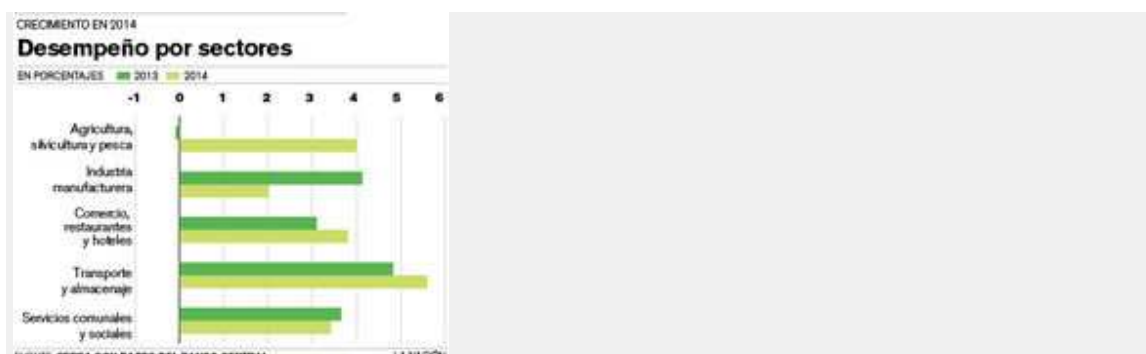 CRECIMIENTO EN 2014
Desempeño por sectores
EN PORCENTAJES 2013 2014
-1 0 1 2 3 4 5 6
Agricultura,
silvicultura y pesca
Industria
manufacturera
Comercio,
restaurantes
y hoteles
Transporte
y almacenaje
Servicios comunales
y sociales